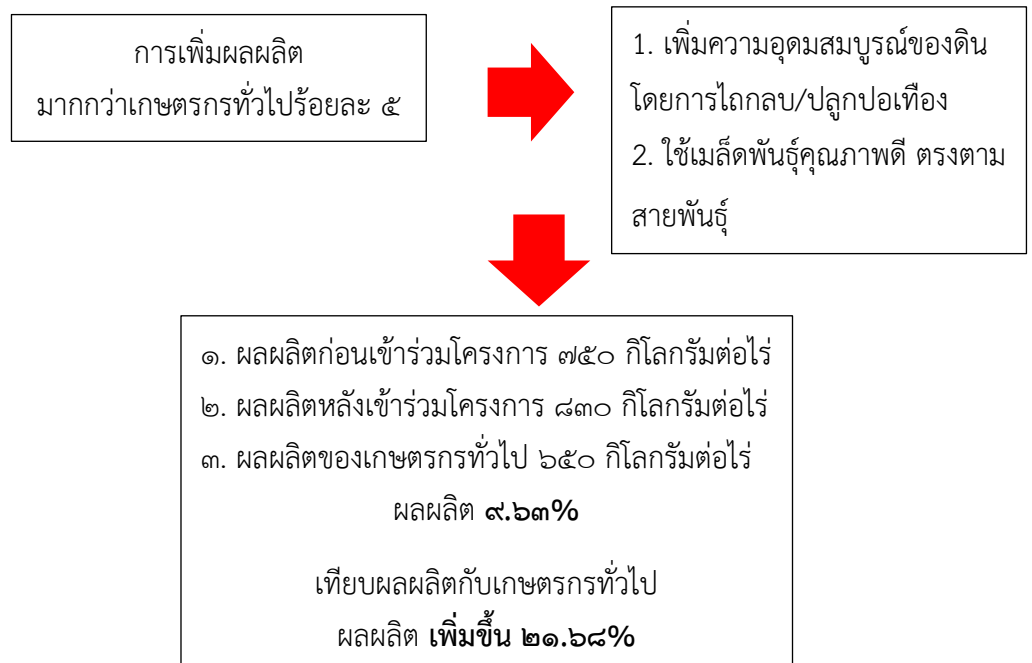 การเพิ่มผลผลิต
มากกว่าเกษตรกรทั่วไปร้อยละ ๕
1. เพิ่มความอุดมสมบูรณ์ของดิน
โดยการไถกลบ/ปลูกปอเทือง
2. ใช้เมล็ดพันธุ์คุณภาพดี ตรงตาม
สายพันธุ์
๑. ผลผลิตก่อนเข้าร่วมโครงการ ๗๕๐ กิโลกรัมต่อไร่
๒. ผลผลิตหลังเข้าร่วมโครงการ ๘๓๐ กิโลกรัมต่อไร่
๓. ผลผลิตของเกษตรกรทั่วไป ๖๕๐ กิโลกรัมต่อไร่
ผลผลิต ๙.๖๓%
เทียบผลผลิตกับเกษตรกรทั่วไป
ผลผลิต เพิ่มขึ้น ๒๑.๖๘%